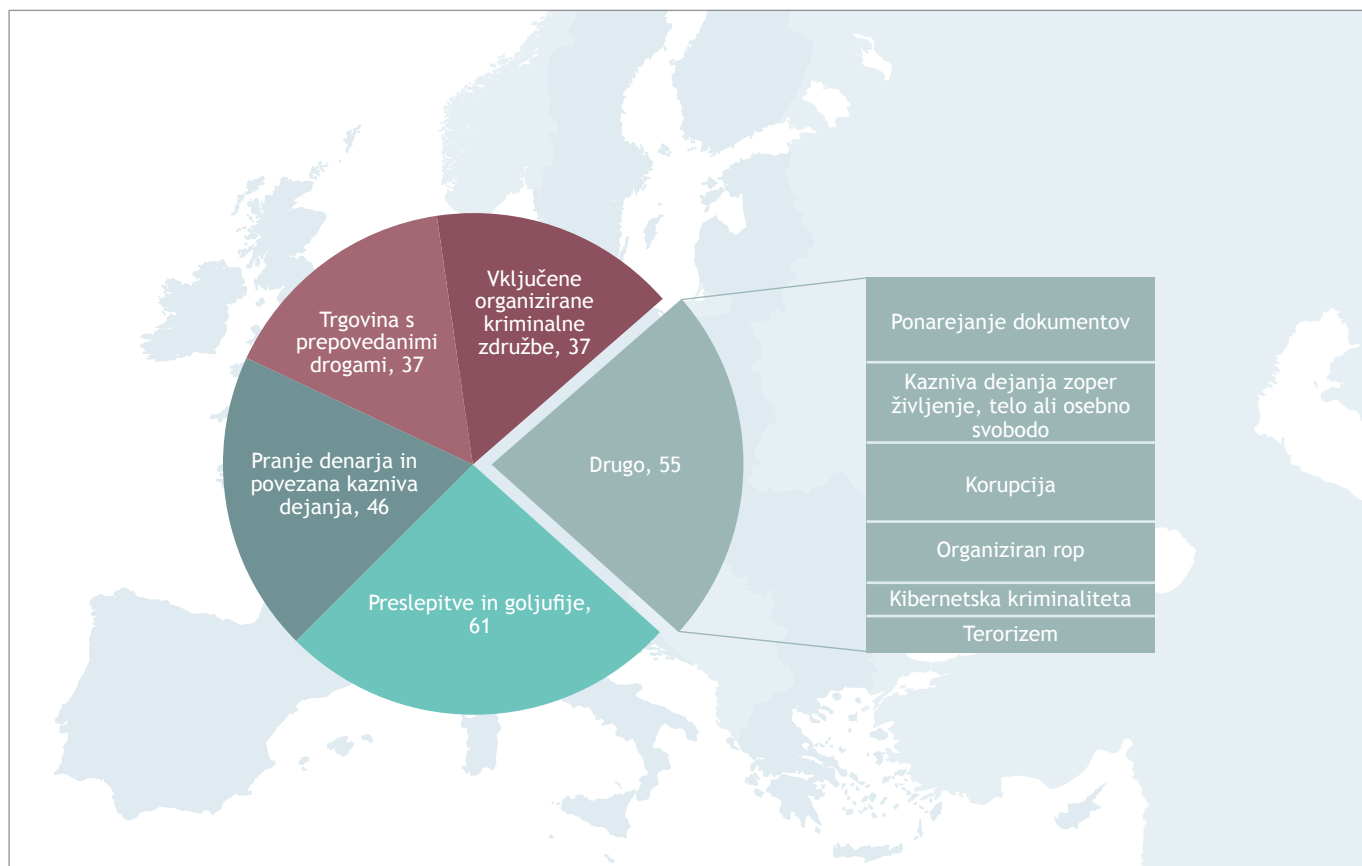 Vključene
organizirane
kriminalne
združbe, 37
Trgovina s
prepovedanimi
drogami, 37
Pranje denarja in
povezana kazniva
dejanja, 46
Preslepitve in goljufije,
61
Drugo, 55
Ponarejanje dokumentov
Kazniva dejanja zoper
življenje, telo ali osebno
svobodo
Korupcija
Organiziran rop
Kibernetska kriminaliteta
Terorizem